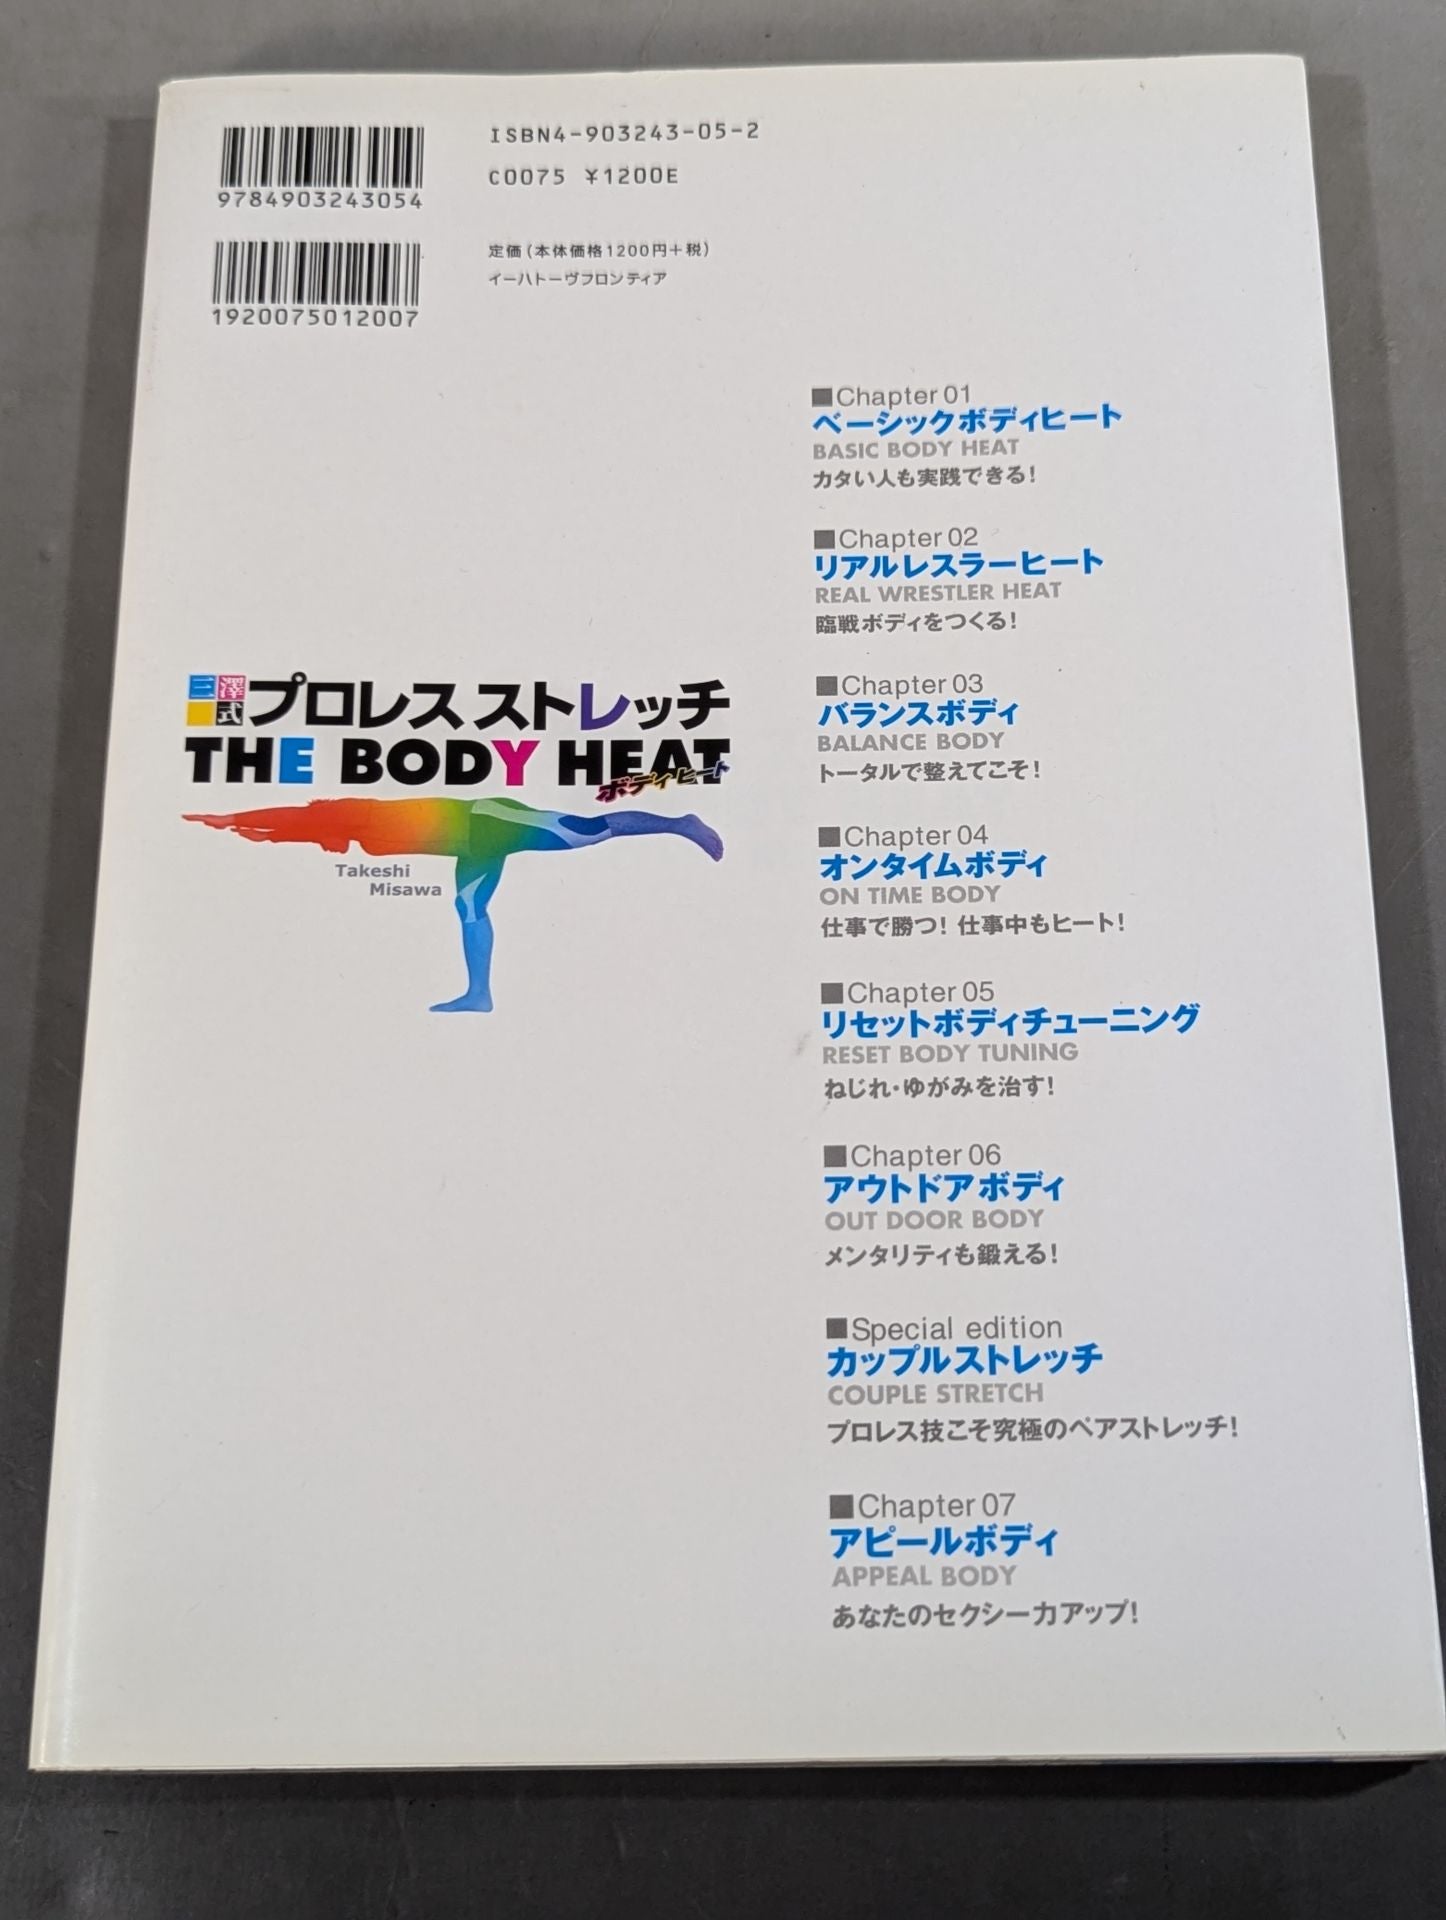 9784903243054
ISBN4-903243-05-2
C0075 ¥1200E
1920075012007
定価(本体価格1200円+税)
イーハトーヴフロンティア
プロレスストレッチ
THE BODY HEAT
ボディヒート
Takeshi
Misawa
■Chapter 01
ベーシックボディヒート
BASIC BODY HEAT
カタい人も実践できる!
■Chapter 02
リアルレスラーヒート
REAL WRESTLER HEAT
臨戦ボディをつくる!
■Chapter 03
バランスボディ
BALANCE BODY
トータルで整えてこそ!
■Chapter 04
オンタイムボディ
ON TIME BODY
仕事で勝つ! 仕事中もヒート!
■Chapter 05
リセットボディチューニング
RESET BODY TUNING
ねじれ・ゆがみを治す!
■Chapter 06
アウトドアボディ
OUT DOOR BODY
メンタリティも鍛える!
■Special edition
カップルストレッチ
COUPLE STRETCH
プロレス技こそ究極のペアストレッチ!
■Chapter 07
アピールボディ
APPEAL BODY
あなたのセクシー力アップ!